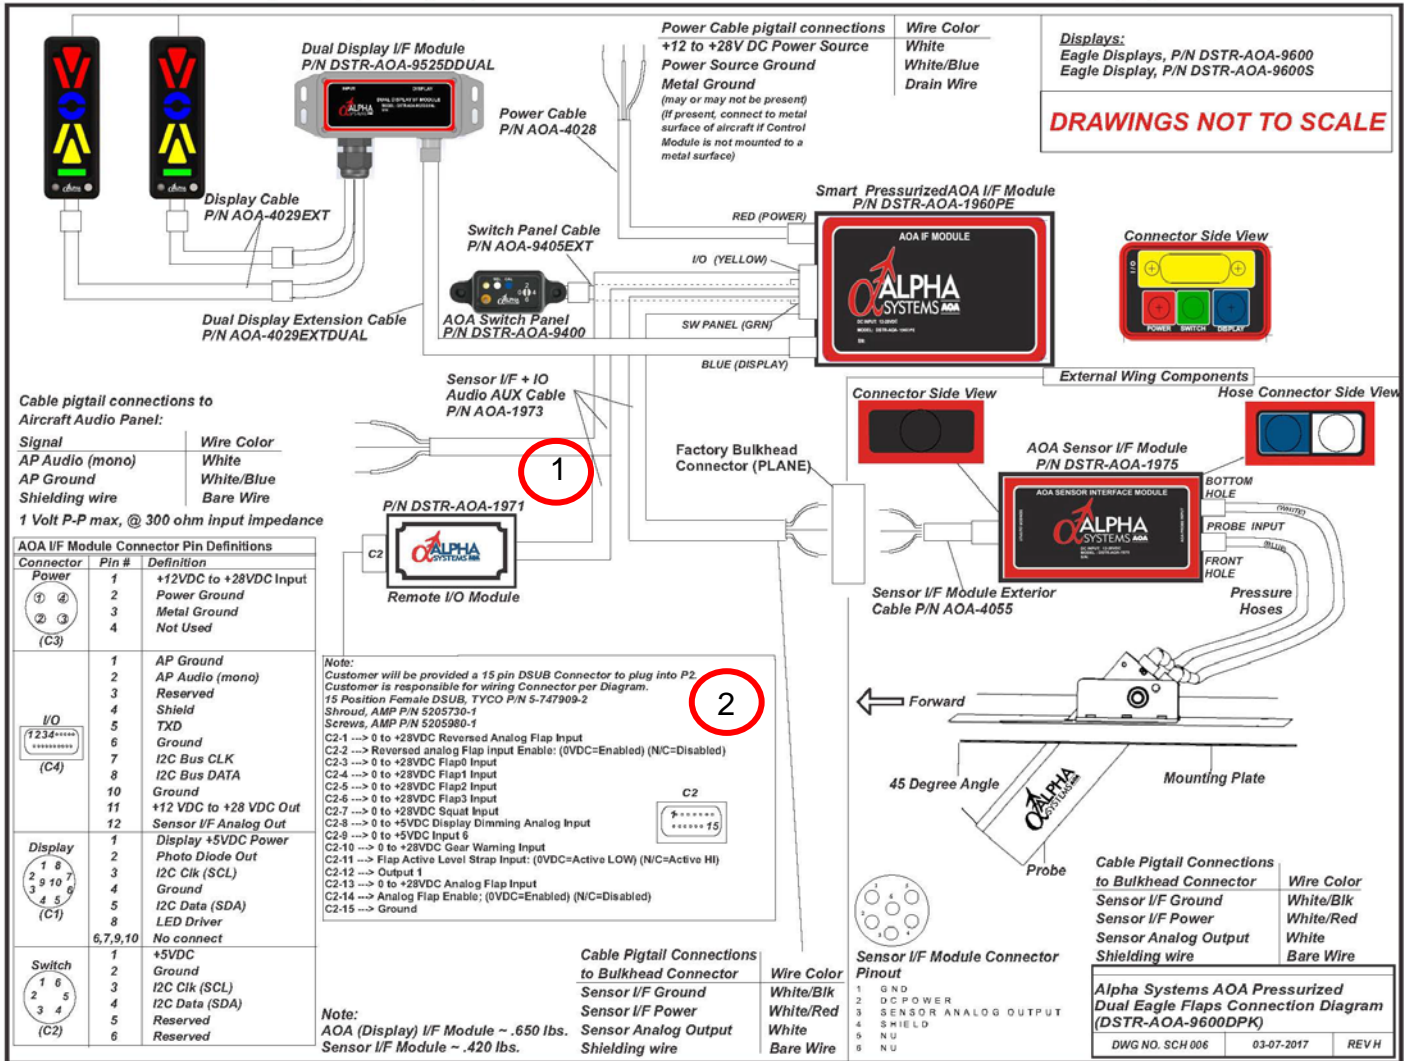 Dual Display I/F Module
P/N DSTR-AOA-9525DDUAL
INPUT DISPLAY
DUAL DISPLAY I/F MODULE
ALPHA
Power Cable
P/N AOA-4028
Power Cable pigtail connections Wire Color
+12 to +28V DC Power Source White
Power Source Ground White/Blue
Metal Ground Drain Wire
(may or may not be present)
(If present, connect to metal
surface of aircraft if Control
Module is not mounted to a
metal surface)
Displays:
Eagle Displays, P/N DSTR-AOA-9600
Eagle Display, P/N DSTR-AOA-9600S
DRAWINGS NOT TO SCALE
Display Cable
P/N AOA-4029EXT
Switch Panel Cable
P/N AOA-9405EXT
AOA Switch Panel
P/N DSTR-AOA-9400
Dual Display Extension Cable
P/N AOA-4029EXTDUAL
Smart PressurizedAOA I/F Module
P/N DSTR-AOA-1960PE
RED (POWER)
I/O (YELLOW)
SW PANEL (GRN)
BLUE (DISPLAY)
AOA IF MODULE
ALPHA
SYSTEMS AOA
DC INPUT: 12-28VDC
MODEL: DSTR-AOA-1960PE
SN:
Connector Side View
I/O
POWER SWITCH DISPLAY
Sensor I/F + IO
Audio AUX Cable
P/N AOA-1973
Cable pigtail connections to
Aircraft Audio Panel:
Signal Wire Color
AP Audio (mono) White
AP Ground White/Blue
Shielding wire Bare Wire
1 Volt P-P max, @ 300 ohm input impedance
1
P/N DSTR-AOA-1971
C2
ALPHA
SYSTEMS
Remote I/O Module
Factory Bulkhead
Connector (PLANE)
External Wing Components
Connector Side View
Hose Connector Side View
AOA Sensor I/F Module
P/N DSTR-AOA-1975
AOA SENSOR INTERFACE MODULE
ALPHA
SYSTEMS AOA
BOTTOM
HOLE
(WHITE)
PROBE INPUT
(BLUE)
FRONT
HOLE
Pressure
Hoses
Sensor I/F Module Exterior
Cable P/N AOA-4055
Forward
45 Degree Angle
Mounting Plate
ALPHA
SYSTEMS AOA
Probe
AOA I/F Module Connector Pin Definitions
Connector Pin # Definition
Power
(C3)
1 +12VDC to +28VDC Input
2 Power Ground
3 Metal Ground
4 Not Used
I/O
1234
(C4)
1 AP Ground
2 AP Audio (mono)
3 Reserved
4 Shield
5 TXD
6 Ground
7 I2C Bus CLK
8 I2C Bus DATA
10 Ground
11 +12 VDC to +28 VDC Out
12 Sensor I/F Analog Out
Display
(C1)
1 Display +5VDC Power
2 Photo Diode Out
3 I2C Clk (SCL)
4 Ground
5 I2C Data (SDA)
8 LED Driver
6,7,9,10 No connect
Switch
(C2)
1 +5VDC
2 Ground
3 I2C Clk (SCL)
4 I2C Data (SDA)
5 Reserved
6 Reserved
Note:
Customer will be provided a 15 pin DSUB Connector to plug into P2.
Customer is responsible for wiring Connector per Diagram.
15 Position Female DSUB, TYCO P/N 5-747909-2
Shroud, AMP P/N 5205730-1
Screws, AMP P/N 5205980-1
C2-1 ---> 0 to +28VDC Reversed Analog Flap Input
C2-2 ---> Reversed analog Flap input Enable: (0VDC=Enabled) (N/C=Disabled)
C2-3 ---> 0 to +28VDC Flap0 Input
C2-4 ---> 0 to +28VDC Flap1 Input
C2-5 ---> 0 to +28VDC Flap2 Input
C2-6 ---> 0 to +28VDC Flap3 Input
C2-7 ---> 0 to +28VDC Squat Input
C2-8 ---> 0 to +5VDC Display Dimming Analog Input
C2-9 ---> 0 to +5VDC Input 6
C2-10 ---> 0 to +28VDC Gear Warning Input
C2-11 ---> Flap Active Level Strap Input: (0VDC=Active LOW) (N/C=Active HI)
C2-12 ---> Output 1
C2-13 ---> 0 to +28VDC Analog Flap Input
C2-14 ---> Analog Flap Enable; (0VDC=Enabled) (N/C=Disabled)
C2-15 ---> Ground
2
C2
1
15
Note:
AOA (Display) I/F Module ~ .650 lbs.
Sensor I/F Module ~ .420 lbs.
Cable Pigtail Connections
to Bulkhead Connector Wire Color
Sensor I/F Ground White/Blk
Sensor I/F Power White/Red
Sensor Analog Output White
Shielding wire Bare Wire
Sensor I/F Module Connector
Pinout
1 GND
2 DC POWER
3 SENSOR ANALOG OUTPUT
4 SHIELD
5 NU
6 NU
Cable Pigtail Connections
to Bulkhead Connector Wire Color
Sensor I/F Ground White/Blk
Sensor I/F Power White/Red
Sensor Analog Output White
Shielding wire Bare Wire
Alpha Systems AOA Pressurized
Dual Eagle Flaps Connection Diagram
(DSTR-AOA-9600DPK)
DWG NO. SCH 006 03-07-2017 REV H